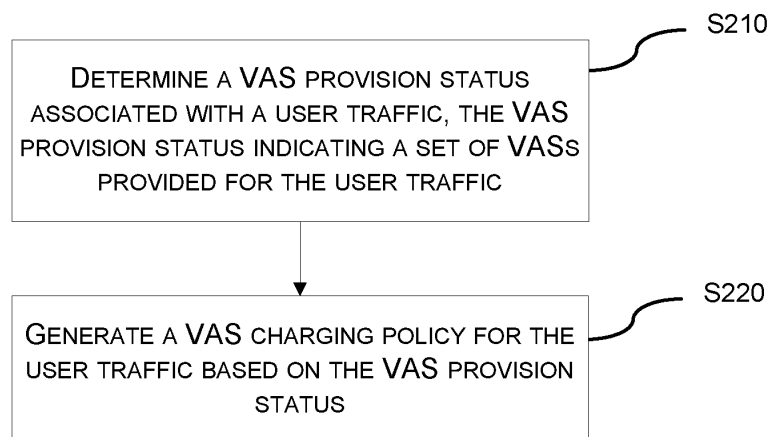 S210
DETERMINE A VAS PROVISION STATUS
ASSOCIATED WITH A USER TRAFFIC, THE VAS
PROVISION STATUS INDICATING A SET OF VASS
PROVIDED FOR THE USER TRAFFIC
S220
GENERATE A VAS CHARGING POLICY FOR THE
USER TRAFFIC BASED ON THE VAS PROVISION
STATUS